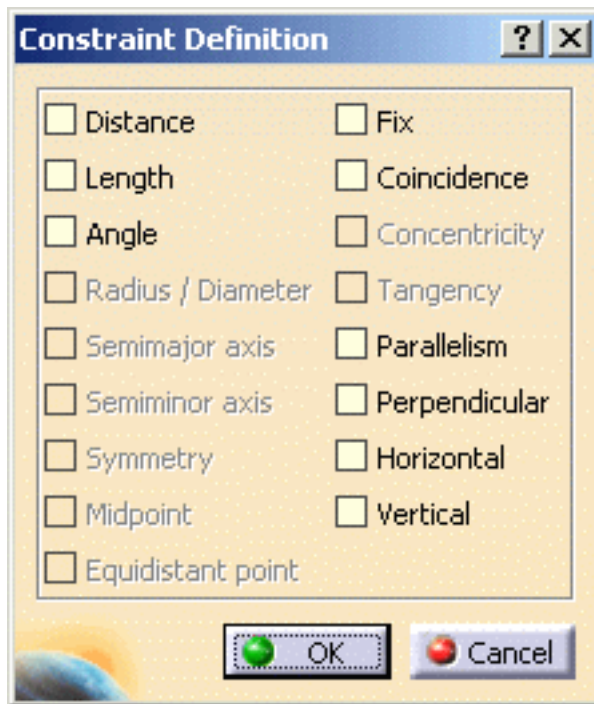 Constraint Definition
Distance
Fix
Length
Coincidence
Angle
Concentricity
Radius / Diameter
Tangency
Semimajor axis
Parallelism
Semiminor axis
Perpendicular
Symmetry
Horizontal
Midpoint
Vertical
Equidistant point
OK
Cancel